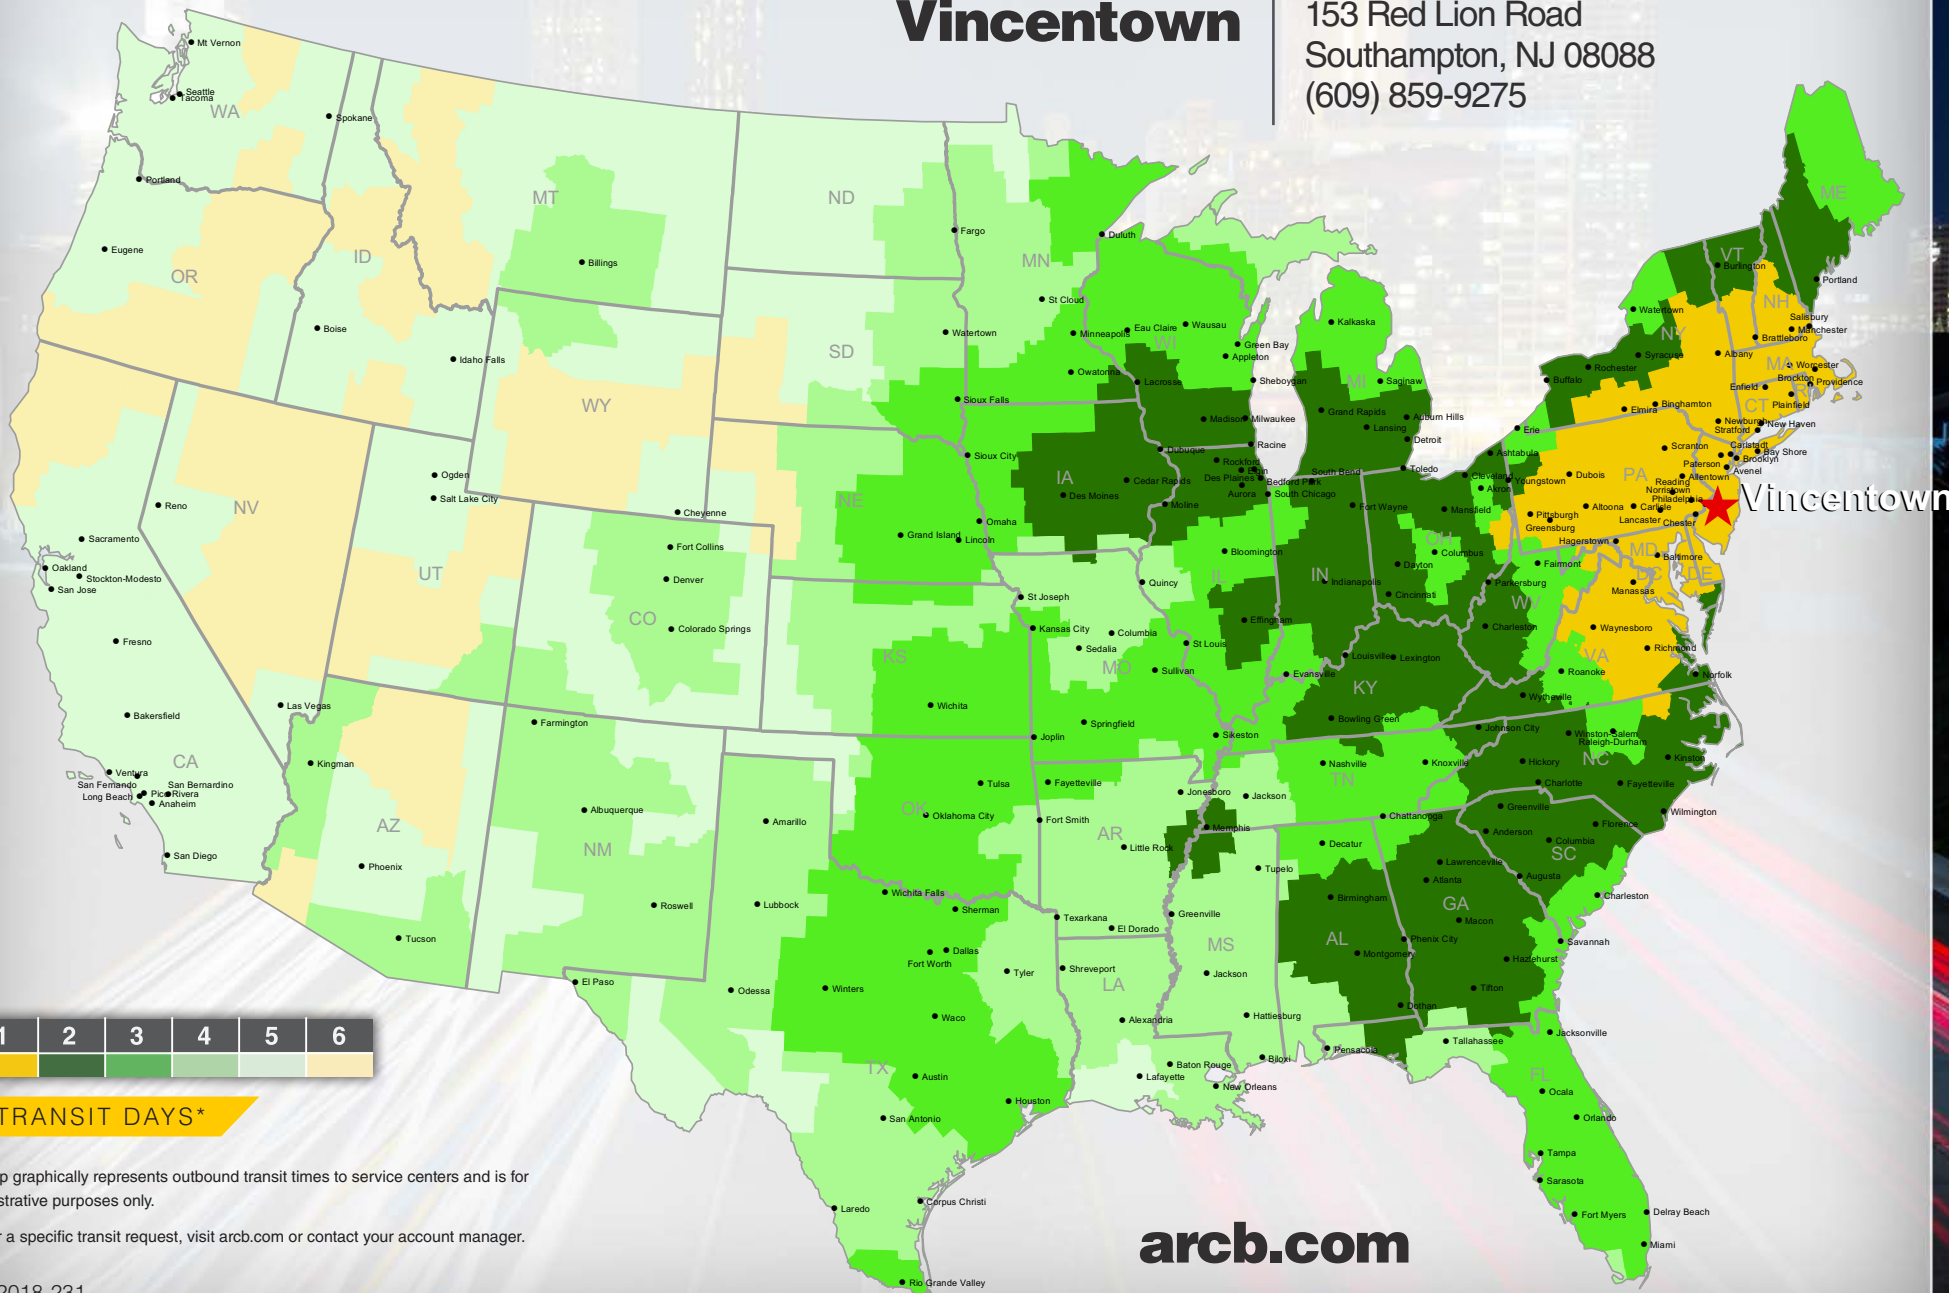 Vincentown
153 Red Lion Road
Southampton, NJ 08088
(609) 859-9275
Mt Vernon
Seattle
Tacoma
WA
Spokane
Portland
Eugene
OR
ID
Boise
Idaho Falls
MT
Billings
ND
Fargo
MN
Duluth
St Cloud
Minneapolis
Owatonna
SD
Watertown
Sioux Falls
WY
Cheyenne
Eau Claire
Wausau
WI
Green Bay
Appleton
Lacrosse
Sheboygan
Madison
Milwaukee
Racine
Kalkaska
MI
Saginaw
Grand Rapids
Lansing
Auburn Hills
Detroit
ME
VT
Burlington
Portland
NH
Salisbury
Manchester
Brattleboro
Watertown
NY
Syracuse
Rochester
Buffalo
Albany
MA
Worcester
Brockton
Providence
Enfield
RI
CT
Plainfield
Elmira
Binghamton
Newburgh
New Haven
Stratford
Erie
Scranton
Carlstadt
Bay Shore
Paterson
Brooklyn
Avenel
Ashtabula
Cleveland
Akron
Youngstown
Toledo
Dubois
PA
Allentown
Reading
Norristown
Philadelphia
Altoona
Carlisle
Lancaster
Chester
Pittsburgh
Greensburg
Hagerstown
Vincentown
MD
Baltimore
DC
DE
Manassas
Mansfield
OH
Columbus
Dayton
Cincinnati
Fairmont
Parkersburg
WV
Charleston
Waynesboro
Richmond
VA
Roanoke
Norfolk
Wytheville
Sioux City
NE
Grand Island
Lincoln
Omaha
IA
Des Moines
Cedar Rapids
Dubuque
Moline
Rockford
Elgin
Des Plaines
Bedford Park
Aurora
South Chicago
South Bend
Fort Wayne
Bloomington
IL
IN
Indianapolis
Quincy
Effingham
St Louis
Evansville
Louisville
Lexington
KY
Bowling Green
Reno
NV
Ogden
Salt Lake City
UT
Sacramento
Oakland
Stockton-Modesto
San Jose
Fresno
Bakersfield
Las Vegas
CA
Ventura
San Fernando
San Bernardino
Long Beach
Pico Rivera
Anaheim
San Diego
Kingman
AZ
Phoenix
Tucson
Fort Collins
Denver
CO
Colorado Springs
Farmington
Albuquerque
NM
Roswell
El Paso
KS
Wichita
St Joseph
Kansas City
Columbia
Sedalia
MO
Sullivan
Springfield
Joplin
Sikeston
Tulsa
OK
Oklahoma City
Fayetteville
Fort Smith
AR
Little Rock
Jonesboro
Jackson
Memphis
Nashville
TN
Knoxville
Johnson City
Chattanooga
Winston-Salem
Raleigh-Durham
NC
Hickory
Kinston
Charlotte
Fayetteville
Wilmington
Greenville
Anderson
Florence
Columbia
SC
Charleston
Amarillo
Lubbock
Odessa
Wichita Falls
Sherman
Dallas
Fort Worth
Winters
Waco
Tyler
TX
Austin
San Antonio
Houston
Corpus Christi
Laredo
Rio Grande Valley
Texarkana
El Dorado
Shreveport
LA
Alexandria
Baton Rouge
Lafayette
New Orleans
Greenville
MS
Jackson
Hattiesburg
Biloxi
Tupelo
Decatur
Birmingham
AL
Montgomery
Dothan
Phenix City
Lawrenceville
Atlanta
GA
Augusta
Macon
Savannah
Hazlehurst
Tifton
Pensacola
Tallahassee
Jacksonville
FL
Ocala
Orlando
Tampa
Sarasota
Fort Myers
Delray Beach
Miami
1 2 3 4 5 6
TRANSIT DAYS*
p graphically represents outbound transit times to service centers and is for
strative purposes only.
r a specific transit request, visit arcb.com or contact your account manager.
2018-231
arcb.com